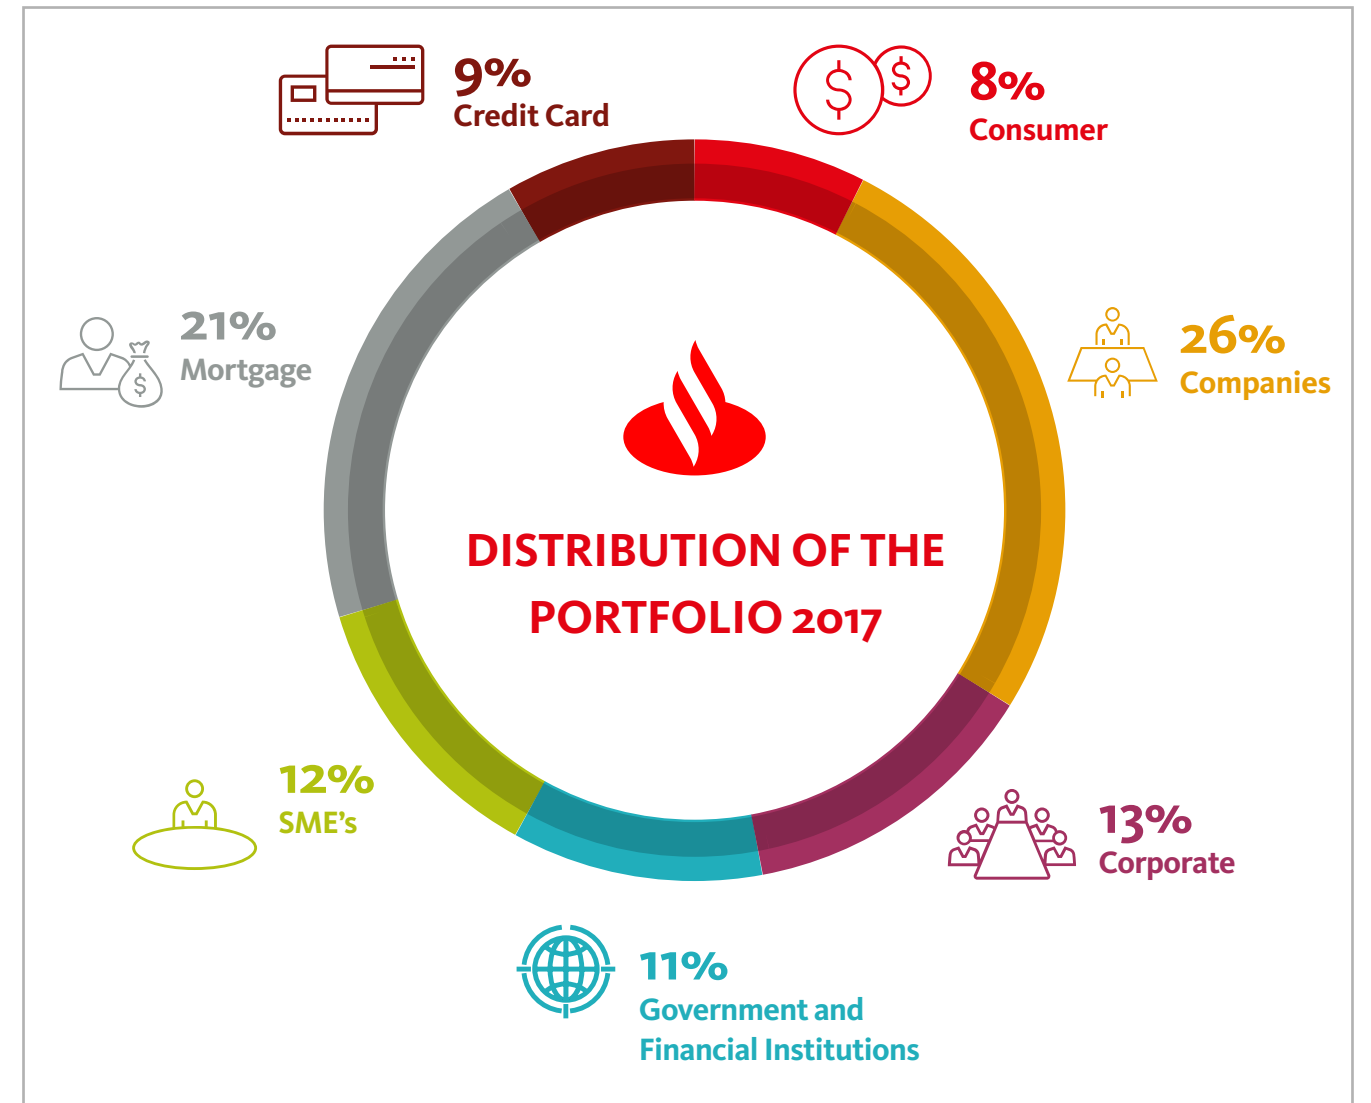 9%
Credit Card
8%
Consumer
21%
Mortgage
26%
Companies
DISTRIBUTION OF THE
PORTFOLIO 2017
12%
SME’s
13%
Corporate
11%
Government and
Financial Institutions